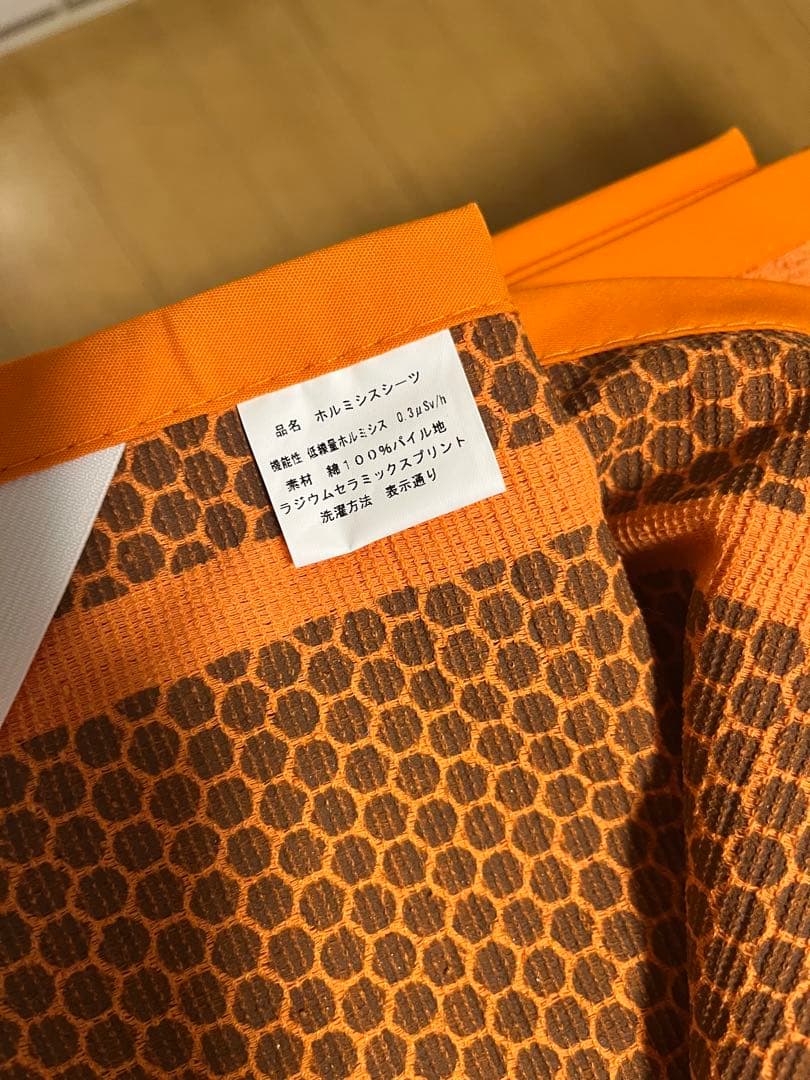 品名 ホルミシスシーツ
機能性 低線量ホルミシス 0.3μSv/h
素材 綿100%パイル地
ラジウムセラミックスプリント
洗濯方法 表示通り